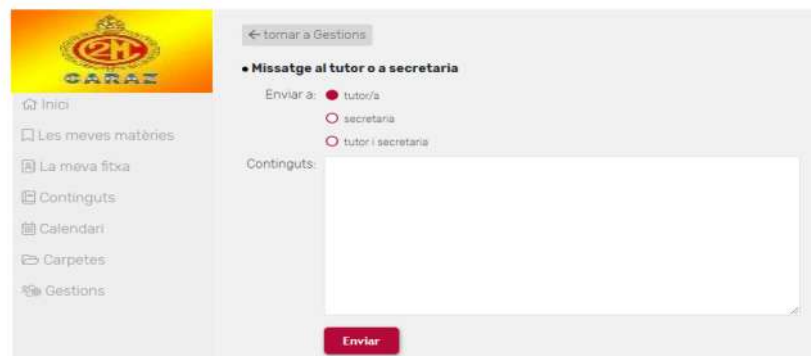 2M
CARAZ
Inici
Les meves matèries
La meva fitxa
Continguts
Calendari
Carpetes
Gestions
← tornar a Gestions
• Missatge al tutor o a secretaria
Enviar a: tutor/a
secretaria
tutor i secretaria
Continguts:
Enviar